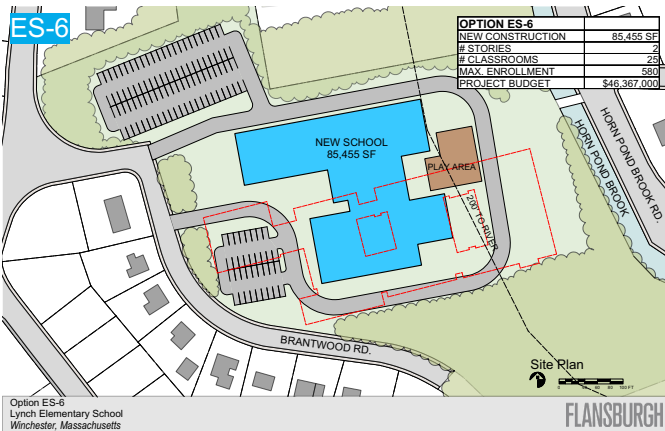 ES-6
OPTION ES-6
NEW CONSTRUCTION 85,455 SF
# STORIES 2
# CLASSROOMS 25
MAX. ENROLLMENT 580
PROJECT BUDGET $46,367,000
NEW SCHOOL
85,455 SF
PLAY AREA
200' TO RIVER
HORN POND BROOK
HORN POND BROOK RD.
BRANTWOOD RD.
Site Plan
Option ES-6
Lynch Elementary School
Winchester, Massachusetts
FLANSBURGH